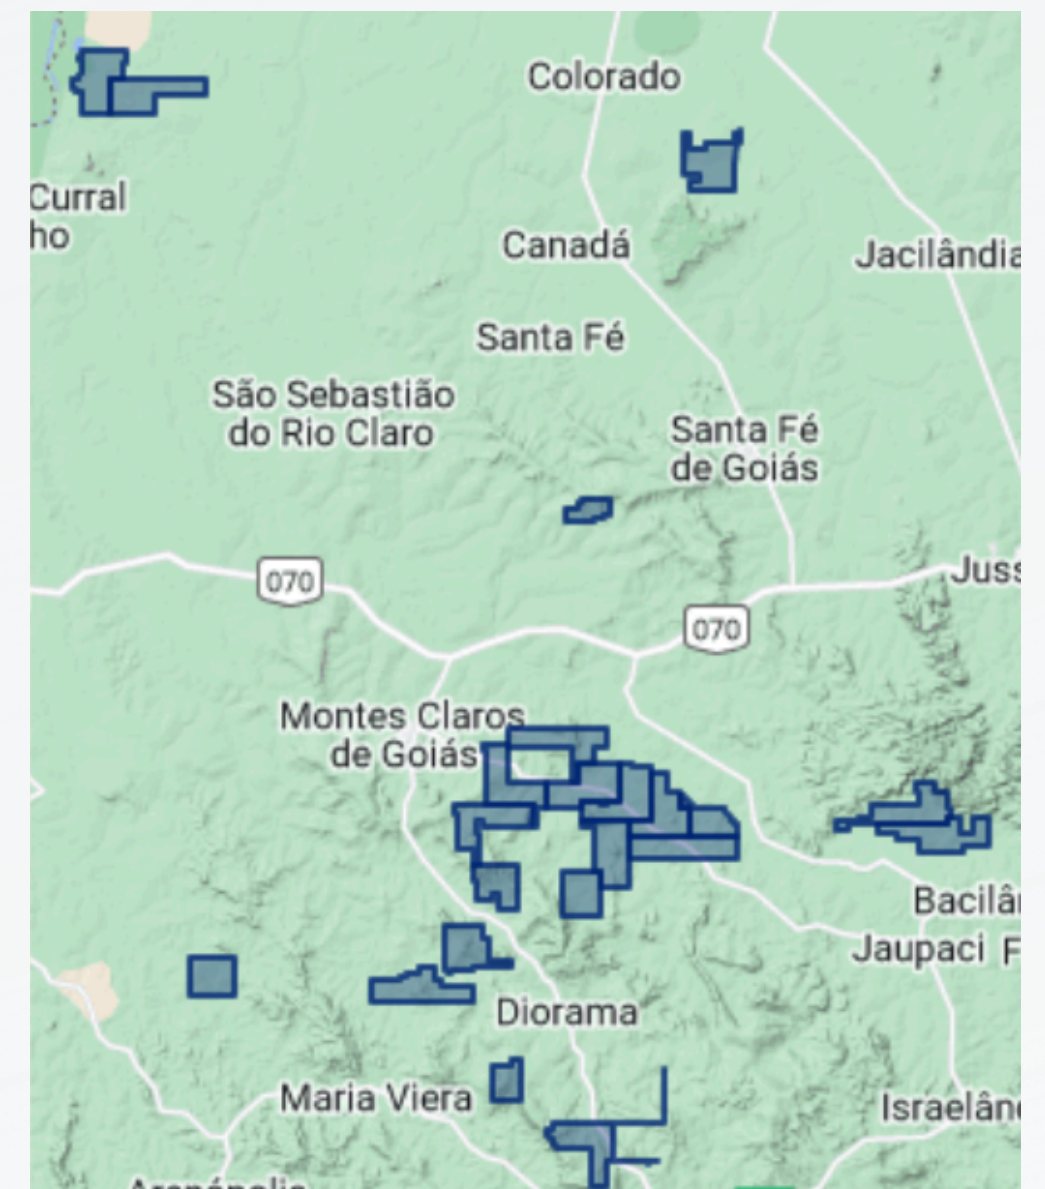 Colorado
Curral
ho
Canadá
Jacilândia
Santa Fé
São Sebastião
do Rio Claro
Santa Fé
de Goiás
070
Juss
070
Montes Claros
de Goiás
Bacilâ
Jaupaci F
Diorama
Maria Viera
Israelân